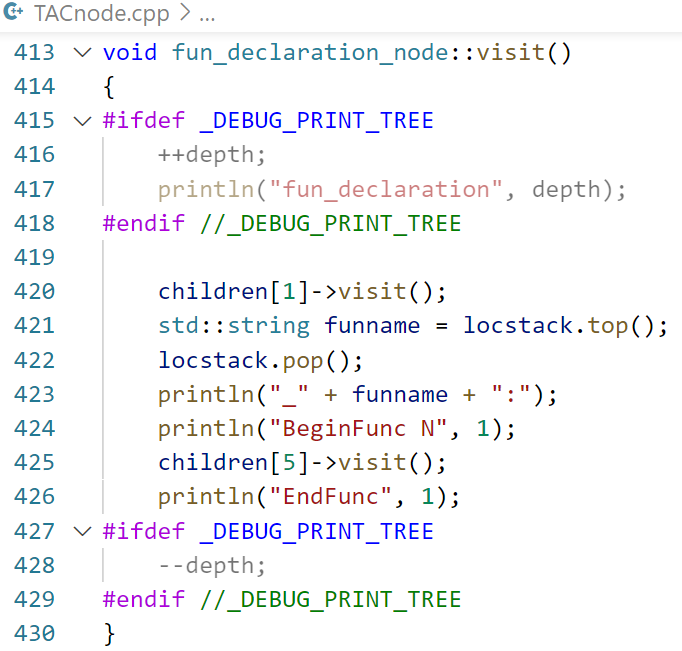 TACnode.cpp > ...
413 void fun_declaration_node::visit()
414 {
415 #ifdef _DEBUG_PRINT_TREE
416 ++depth;
417 println("fun_declaration", depth);
418 #endif //_DEBUG_PRINT_TREE
419
420 children[1]->visit();
421 std::string funname = locstack.top();
422 locstack.pop();
423 println("_" + funname + ":");
424 println("BeginFunc N", 1);
425 children[5]->visit();
426 println("EndFunc", 1);
427 #ifdef _DEBUG_PRINT_TREE
428 --depth;
429 #endif //_DEBUG_PRINT_TREE
430 }